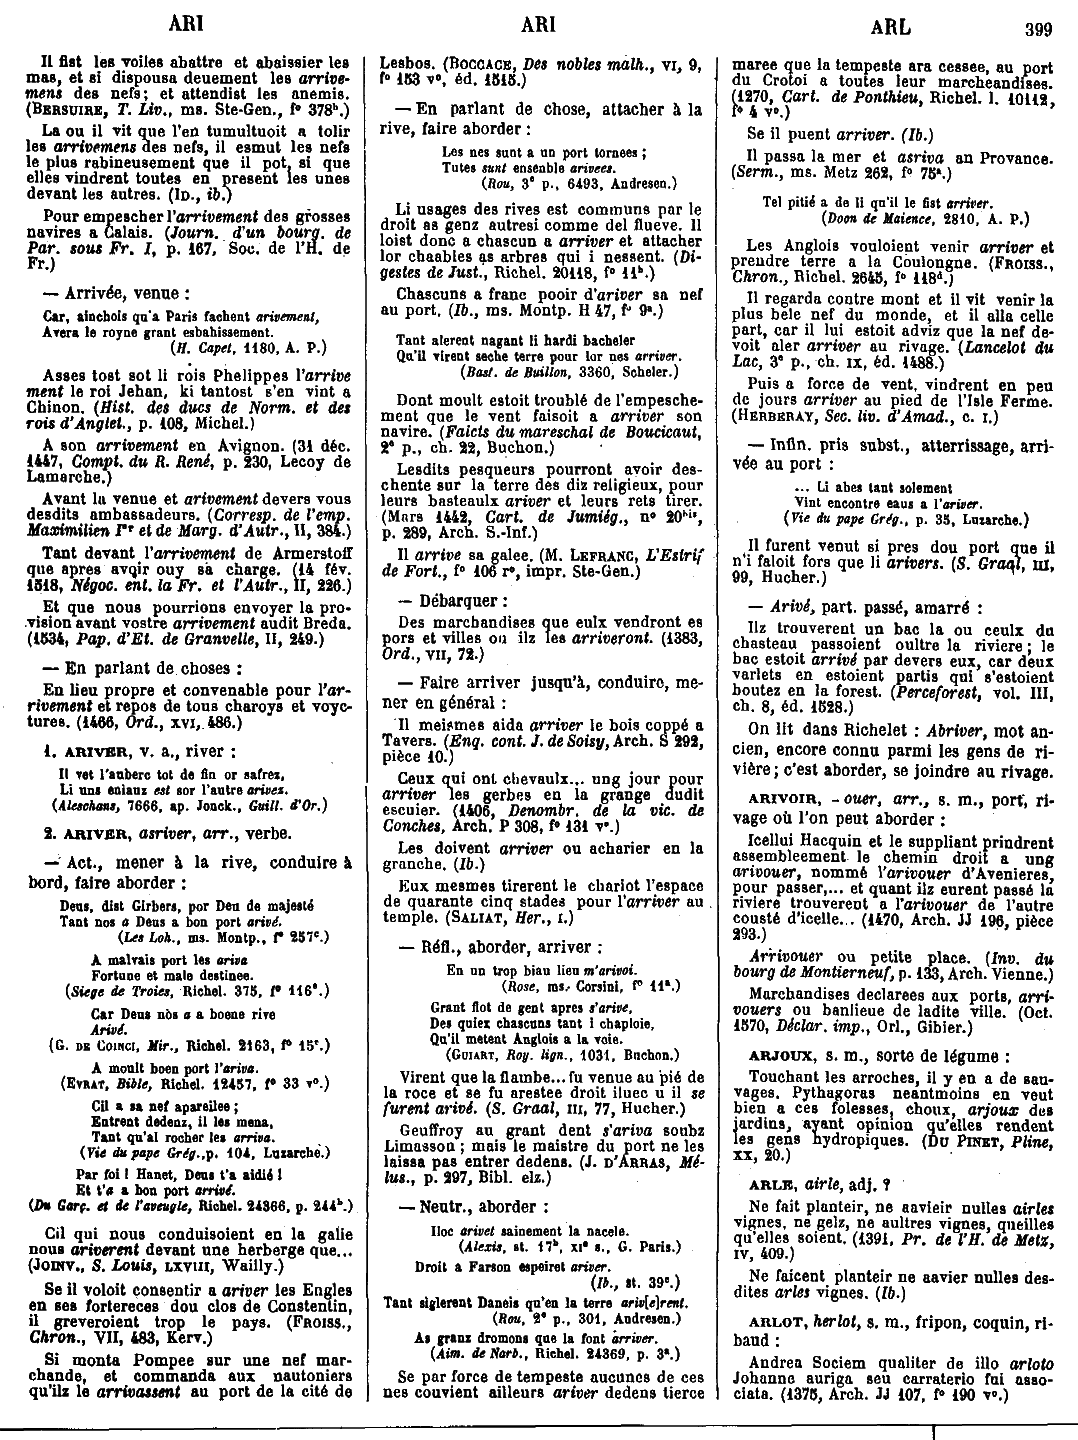 ARI
ARI
ARL
399
Il fist les voiles abattre et abaissier les
mas, et si dispousa deuement les arrive-
mens des nefs; et attendist les anemis.
(BERSUIRE, T. Liv., ms. Ste-Gen., f° 378ᵇ.)
La ou il vit que l'en tumultuoit a tolir
les arrivemens des nefs, il esmut les nefs
le plus rabineusement que il pot, si que
elles vindrent toutes en present les unes
devant les autres. (ID., ib.)
Pour empescher l'arrivement des grosses
navires a Calais. (Journ. d'un bourg. de
Par. sous Fr. I, p. 167, Soc. de l'H. de
Fr.)
— Arrivée, venue :
Car, ainchois qu'a Paris fachent arivement,
Avera le royne grant esbahissement.
(H. Capet, 1180, A. P.)
Asses tost sot li rois Phelippes l'arrive
ment le roi Jehan, ki tantost s'en vint a
Chinon. (Hist. des ducs de Norm. et des
rois d'Anglet., p. 108, Michel.)
A son arrivement en Avignon. (31 déc.
1447, Compt. du R. René, p. 230, Lecoy de
Lamarche.)
Avant la venue et arivement devers vous
desdits ambassadeurs. (Corresp. de l'emp.
Maximilien Iᵉʳ et de Marg. d'Autr., II, 384.)
Tant devant l'arrivement de Armerstoff
que apres avoir ouy sa charge. (14 fév.
1518, Négoc. ent. la Fr. et l'Autr., II, 226.)
Et que nous pourrions envoyer la pro-
vision avant vostre arrivement audit Breda.
(1534, Pap. d'Et. de Granvelle, II, 249.)
— En parlant de choses :
En lieu propre et convenable pour l'ar-
rivement et repos de tous charoys et voyc-
tures. (1466, Ord., XVI, 486.)
1. ARIVER, v. a., river :
Il vet l'auberc tot de fin or safrez,
Li uns eniauz est sor l'autre arivez.
(Aleschans, 7666, ap. Jonck., Guill. d'Or.)
2. ARIVER, asriver, arr., verbe.
— Act., mener à la rive, conduire à
bord, faire aborder :
Deus, dist Girbers, por Deu de majesté
Tant nos a Deus a bon port arivé.
(Les Loh., ms. Montp., f° 257ᶜ.)
A malvais port les ariva
Fortune et male destinee.
(Siege de Troies, Richel. 375, f° 116ᵉ.)
Car Deus nòs a a boene rive
Arivé.
(G. DE COINCI, Mir., Richel. 2163, f° 15ᶜ.)
A moult boen port l'ariva.
(EVRAT, Bible, Richel. 12457, f° 33 v°.)
Cil a sa nef apareilee ;
Entrent dedenz, il les mena,
Tant qu'al rocher les arriva.
(Vie du pape Grég., p. 104, Luzarche.)
Par foi ! Hanet, Deus t'a aidié !
Et t'a a bon port arrivé.
(Du Garç. et de l'aveugle, Richel. 24366, p. 244ᵇ.)
Cil qui nous conduisoient en la galie
nous ariverent devant une herberge que...
(JOINV., S. Louis, LXVIII, Wailly.)
Se il voloit consentir a ariver les Engles
en ses fortereces dou clos de Constentin,
il greveroient trop le pays. (FROISS.,
Chron., VII, 483, Kerv.)
Si monta Pompee sur une nef mar-
chande, et commanda aux nautoniers
qu'ilz le arrivassent au port de la cité de
Lesbos. (BOCCACE, Des nobles malh., VI, 9,
f° 153 v°, éd. 1515.)
— En parlant de chose, attacher à la
rive, faire aborder :
Les nes sunt a un port tornees ;
Tutes sunt ensenble arivees.
(Rou, 3ᵉ p., 6493, Andresen.)
Li usages des rives est communs par le
droit as genz autresi comme del flueve. Il
loist donc a chascun a arriver et attacher
lor chaables as arbres qui i nessent. (Di-
gestes de Just., Richel. 20118, f° 11ᵇ.)
Chascuns a franc pooir d'ariver sa nef
au port. (Ib., ms. Montp. H 47, f° 9ᵃ.)
Tant alerent nagant li hardi bacheler
Qu'il virent seche terre pour lor nes arriver.
(Bast. de Buillon, 3360, Scheler.)
Dont moult estoit troublé de l'empesche-
ment que le vent faisoit a arriver son
navire. (Faicts du mareschal de Boucicaut,
2ᵉ p., ch. 22, Buchon.)
Lesdits pesqueurs pourront avoir des-
chente sur la terre des diz religieux, pour
leurs basteaulx ariver et leurs rets tirer.
(Mars 1442, Cart. de Jumiég., n° 20ᵇⁱˢ,
p. 289, Arch. S.-Inf.)
Il arrive sa galee. (M. LEFRANC, L'Estrif
de Fort., f° 106 r°, impr. Ste-Gen.)
— Débarquer :
Des marchandises que eulx vendront es
pors et villes ou ilz les arriveront. (1383,
Ord., VII, 72.)
— Faire arriver jusqu'à, conduire, me-
ner en général :
Il meismes aida arriver le bois coppé a
Tavers. (Enq. cont. J. de Soisy, Arch. S 292,
pièce 10.)
Ceux qui ont chevaulx... ung jour pour
arriver les gerbes en la grange dudit
escuier. (1406, Denombr. de la vic. de
Conches, Arch. P 308, f° 131 v°.)
Les doivent arriver ou acharier en la
granche. (Ib.)
Eux mesmes tirerent le chariot l'espace
de quarante cinq stades pour l'arriver au
temple. (SALIAT, Her., I.)
— Réfl., aborder, arriver :
En un trop biau lieu m'arivoi.
(Rose, ms. Corsini, f° 11ᵃ.)
Grant flot de gent apres s'arive,
Des quiex chascuns tant i chaploie,
Qu'il metent Anglois a la voie.
(GUIART, Roy. lign., 1031, Buchon.)
Virent que la flambe... fu venue au pié de
la roce et se fu arestee droit iluec u il se
furent arivé. (S. Graal, III, 77, Hucher.)
Geuffroy au grant dent s'ariva soubz
Limasson ; mais le maistre du port ne les
laissa pas entrer dedens. (J. D'ARRAS, Mé-
lus., p. 297, Bibl. elz.)
— Neutr., aborder :
Iloc arivet sainement la nacele.
(Alexis, st. 17ᵇ, XIᵉ s., G. Paris.)
Droit a Farson espeiret ariver.
(Ib., st. 39ᵉ.)
Tant siglerent Daneis qu'en la terre ariv[e]rent.
(Rou, 2ᵉ p., 301, Andresen.)
As granz dromons que la font arriver.
(Aim. de Narb., Richel. 24369, p. 3ᵃ.)
Se par force de tempeste aucunes de ces
nes couvient ailleurs ariver dedens tierce
maree que la tempeste ara cessee, au port
du Crotoi a toutes leur marcheandises.
(1270, Cart. de Ponthieu, Richel. l. 10112,
f° 4 v°.)
Se il puent arriver. (Ib.)
Il passa la mer et asriva an Provance.
(Serm., ms. Metz 262, f° 75ᵃ.)
Tel pitié a de li qu'il le fist arriver.
(Doon de Maience, 2810, A. P.)
Les Anglois vouloient venir arriver et
prendre terre a la Coulongne. (FROISS.,
Chron., Richel. 2645, f° 118ᵈ.)
Il regarda contre mont et il vit venir la
plus bele nef du monde, et il alla celle
part, car il lui estoit adviz que la nef de-
voit aler arriver au rivage. (Lancelot du
Lac, 3ᵉ p., ch. IX, éd. 1488.)
Puis a force de vent, vindrent en peu
de jours arriver au pied de l'Isle Ferme.
(HERBERAY, Sec. liv. d'Amad., c. I.)
— Infin. pris subst., atterrissage, arri-
vée au port :
... Li abes tant solement
Vint encontre eaus a l'ariver.
(Vie du pape Grég., p. 35, Luzarche.)
Il furent venut si pres dou port que il
n'i faloit fors que li arivers. (S. Graal, III,
99, Hucher.)
— Arivé, part. passé, amarré :
Ilz trouverent un bac la ou ceulx du
chasteau passoient oultre la riviere ; le
bac estoit arrivé par devers eux, car deux
varlets en estoient partis qui s'estoient
boutez en la forest. (Perceforest, vol. III,
ch. 8, éd. 1528.)
On lit dans Richelet : Abriver, mot an-
cien, encore connu parmi les gens de ri-
vière ; c'est aborder, se joindre au rivage.
ARIVOIR, - ouer, arr., s. m., port, ri-
vage où l'on peut aborder :
Icellui Hacquin et le suppliant prindrent
assembleement le chemin droit a ung
arivouer, nommé l'arivouer d'Avenieres,
pour passer,... et quant ilz eurent passé la
riviere trouverent a l'arivouer de l'autre
cousté d'icelle... (1470, Arch. JJ 196, pièce
293.)
Arrivouer ou petite place. (Inv. du
bourg de Montierneuf, p. 133, Arch. Vienne.)
Marchandises declarees aux ports, arri-
vouers ou banlieue de ladite ville. (Oct.
1570, Déclar. imp., Orl., Gibier.)
ARJOUX, s. m., sorte de légume :
Touchant les arroches, il y en a de sau-
vages. Pythagoras neantmoins en veut
bien a ces folesses, choux, arjoux des
jardins, ayant opinion qu'elles rendent
les gens hydropiques. (DU PINET, Pline,
XX, 20.)
ARLE, airle, adj. ?
Ne fait planteir, ne aavieir nulles airles
vignes, ne gelz, ne aultres vignes, queilles
qu'elles soient. (1391, Pr. de l'H. de Metz,
IV, 409.)
Ne faicent planteir ne aavier nulles des-
dites arles vignes. (Ib.)
ARLOT, herlot, s. m., fripon, coquin, ri-
baud :
Andrea Sociem qualiter de illo arloto
Johanne auriga seu carraterio fui asso-
ciata. (1375, Arch. JJ 107, f° 190 v°.)